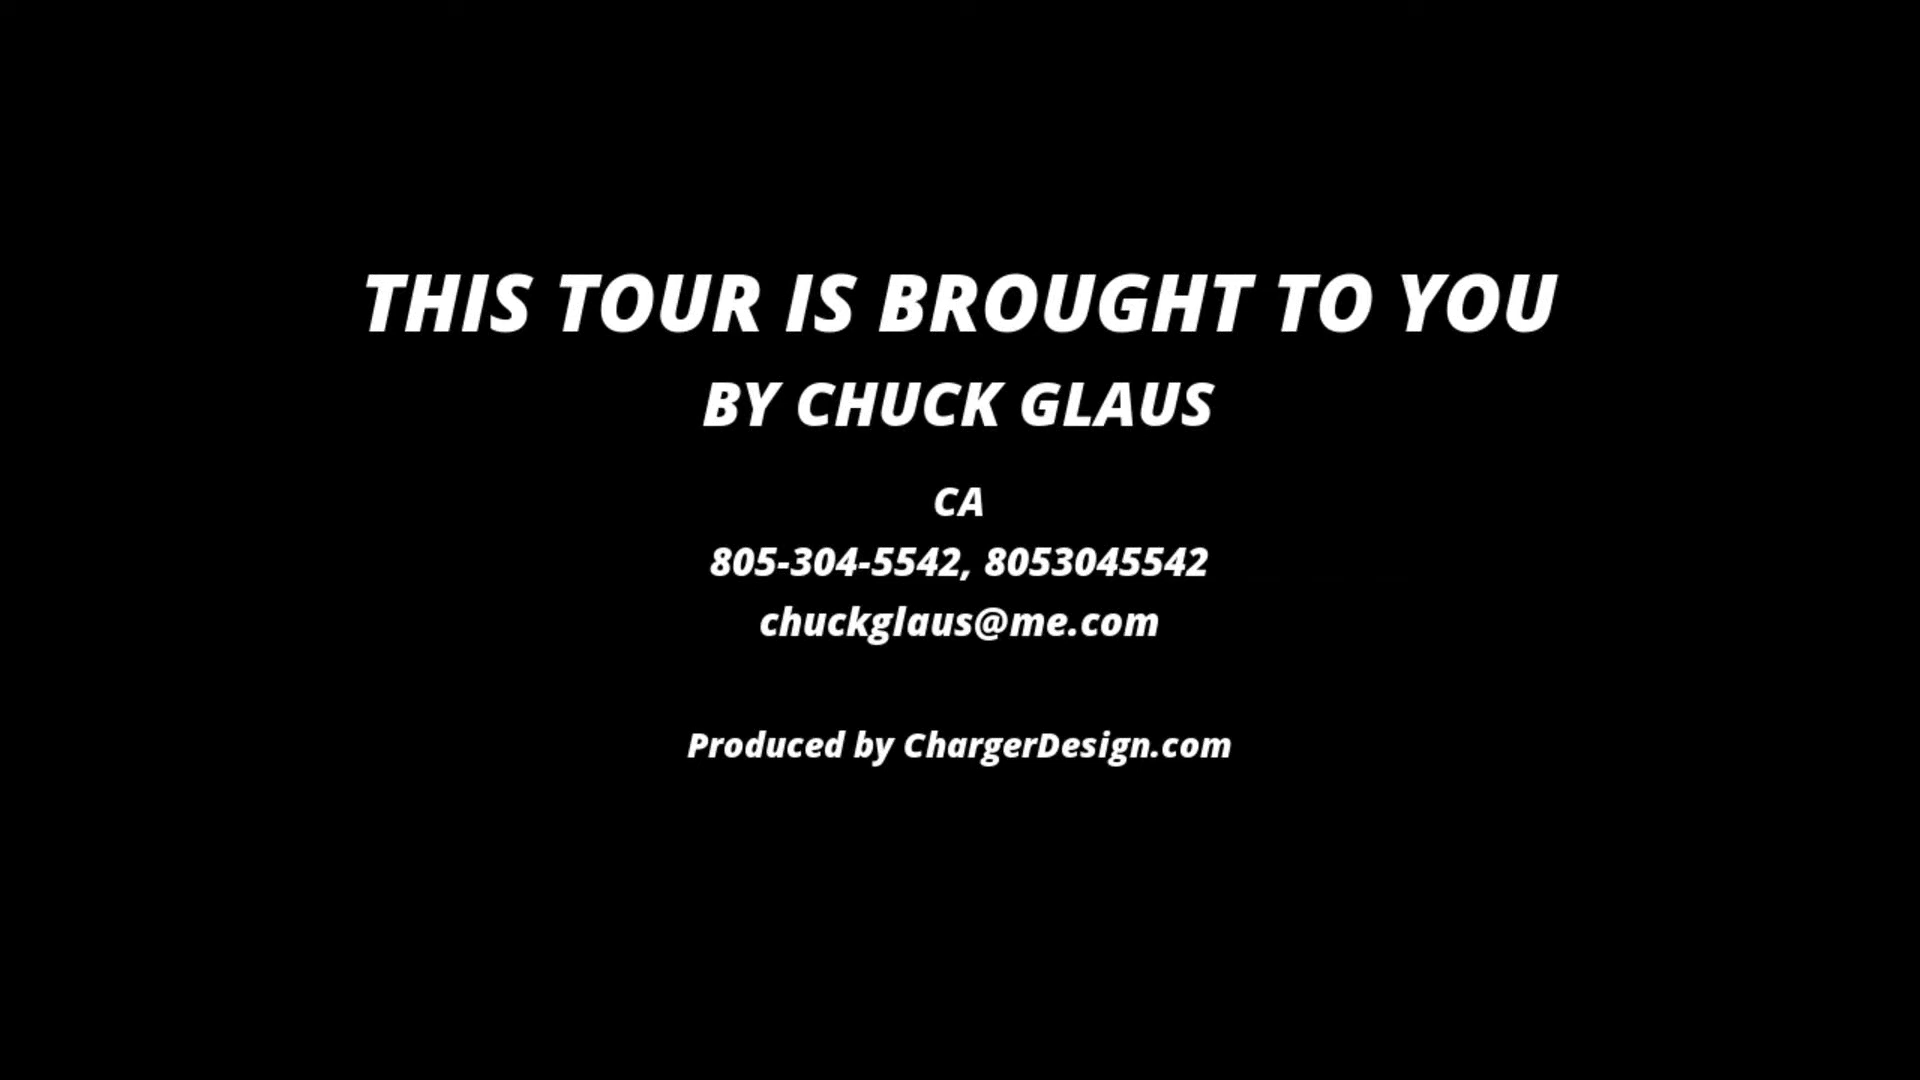 THIS TOUR IS BROUGHT TO YOU
BY CHUCK GLAUS
CA
805-304-5542, 8053045542
chuckglaus@me.com
Produced by ChargerDesign.com